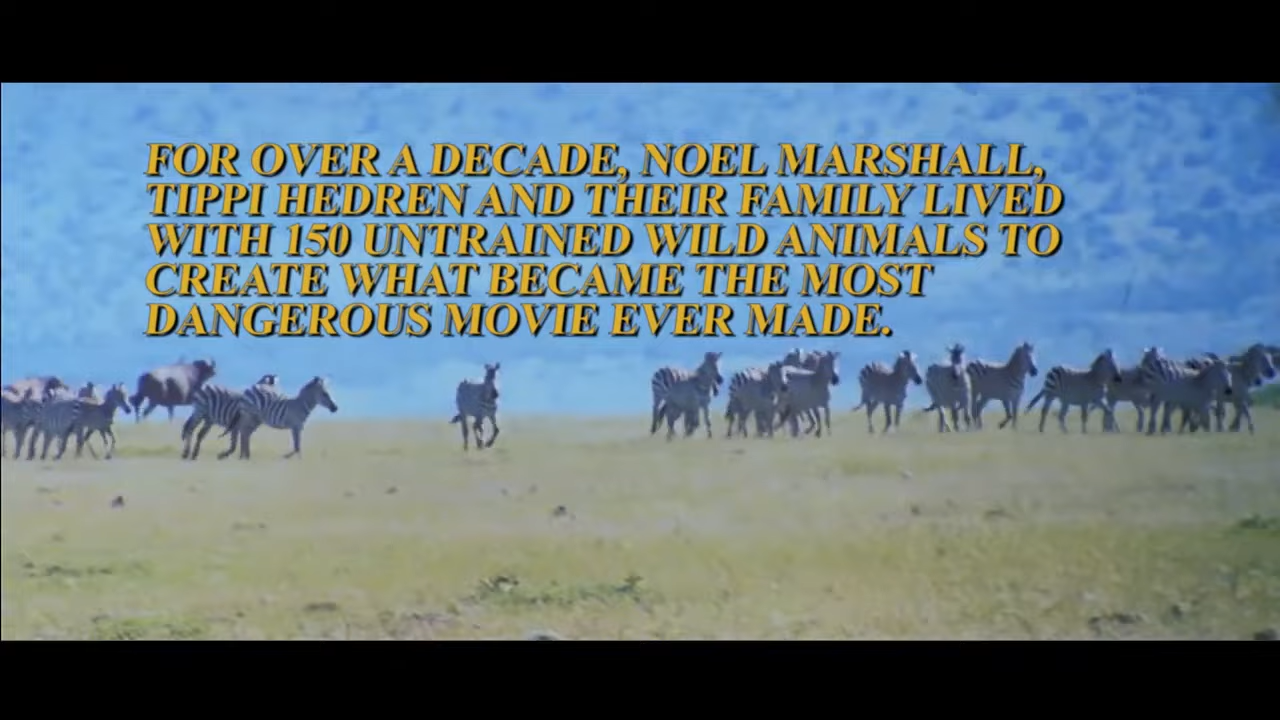 FOR OVER A DECADE, NOEL MARSHALL,
TIPPI HEDREN AND THEIR FAMILY LIVED
WITH 150 UNTRAINED WILD ANIMALS TO
CREATE WHAT BECAME THE MOST
DANGEROUS MOVIE EVER MADE.